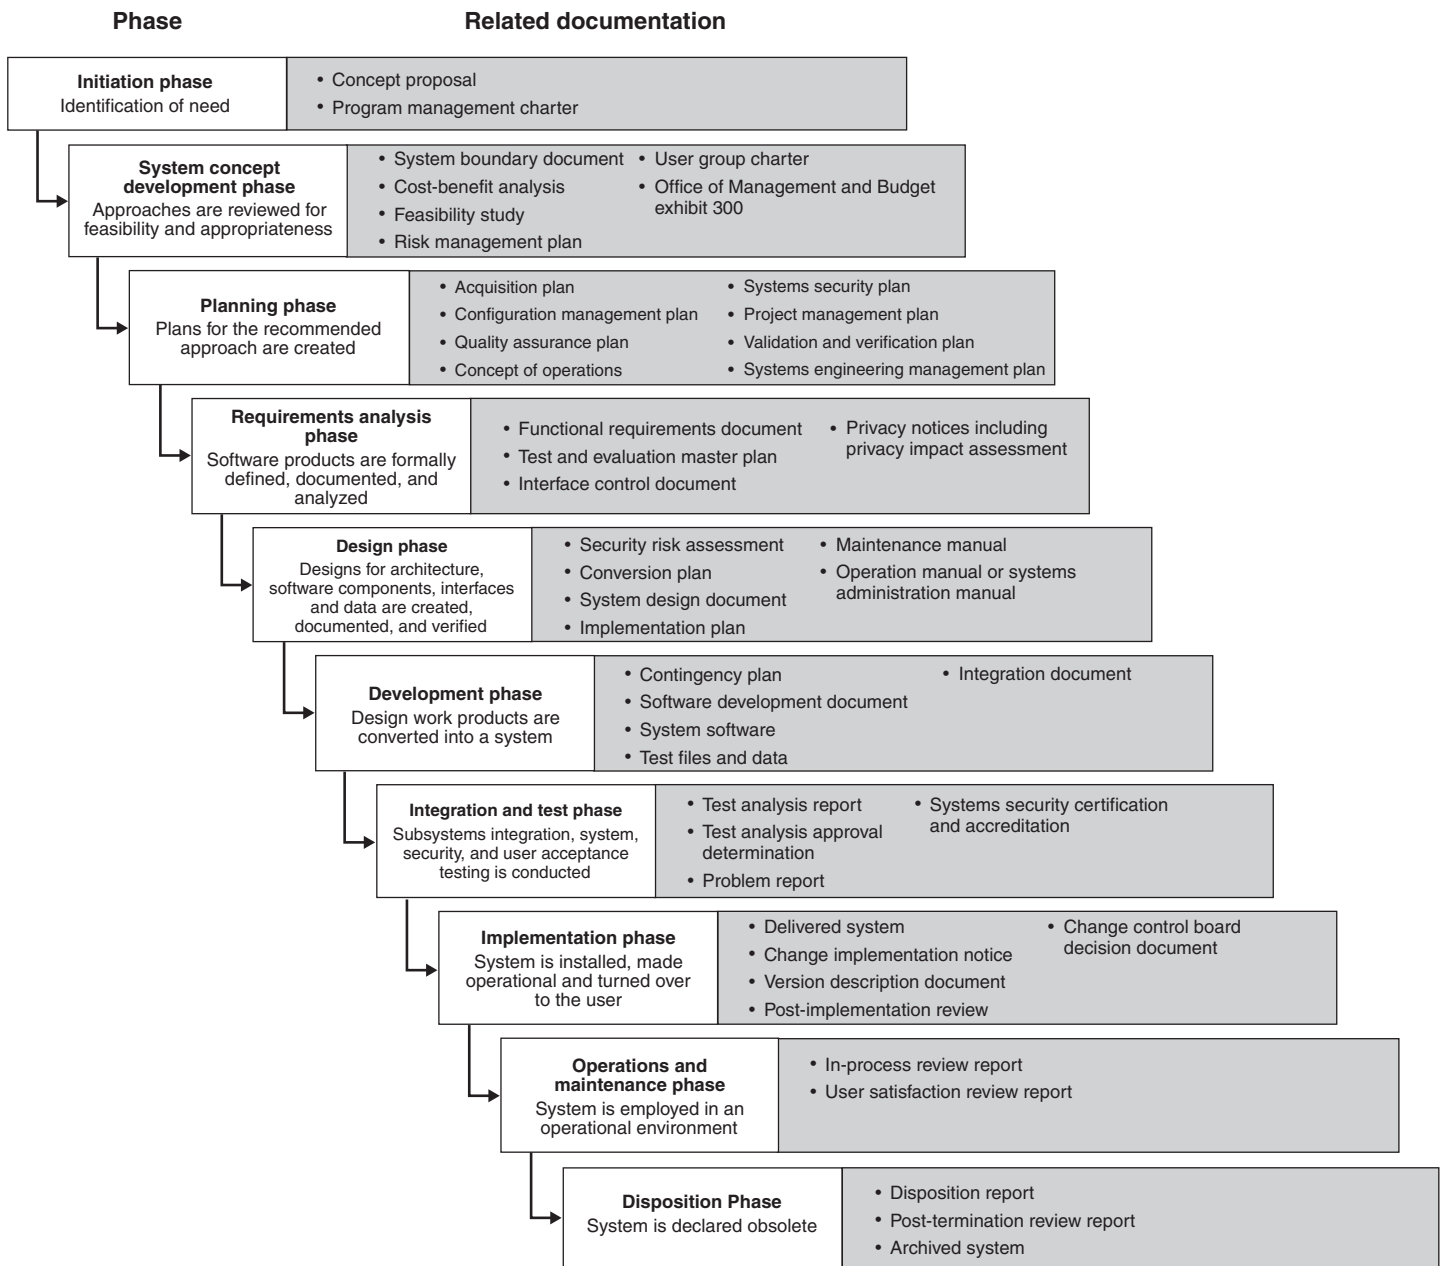 Phase
Related documentation
Initiation phase
Identification of need
• Concept proposal
• Program management charter
System concept
development phase
Approaches are reviewed for
feasibility and appropriateness
• System boundary document
• Cost-benefit analysis
• Feasibility study
• Risk management plan
• User group charter
• Office of Management and Budget
exhibit 300
Planning phase
Plans for the recommended
approach are created
• Acquisition plan
• Configuration management plan
• Quality assurance plan
• Concept of operations
• Systems security plan
• Project management plan
• Validation and verification plan
• Systems engineering management plan
Requirements analysis
phase
Software products are formally
defined, documented, and
analyzed
• Functional requirements document
• Test and evaluation master plan
• Interface control document
• Privacy notices including
privacy impact assessment
Design phase
Designs for architecture,
software components, interfaces
and data are created,
documented, and verified
• Security risk assessment
• Conversion plan
• System design document
• Implementation plan
• Maintenance manual
• Operation manual or systems
administration manual
Development phase
Design work products are
converted into a system
• Contingency plan
• Software development document
• System software
• Test files and data
• Integration document
Integration and test phase
Subsystems integration, system,
security, and user acceptance
testing is conducted
• Test analysis report
• Test analysis approval
determination
• Problem report
• Systems security certification
and accreditation
Implementation phase
System is installed, made
operational and turned over
to the user
• Delivered system
• Change implementation notice
• Version description document
• Post-implementation review
• Change control board
decision document
Operations and
maintenance phase
System is employed in an
operational environment
• In-process review report
• User satisfaction review report
Disposition Phase
System is declared obsolete
• Disposition report
• Post-termination review report
• Archived system